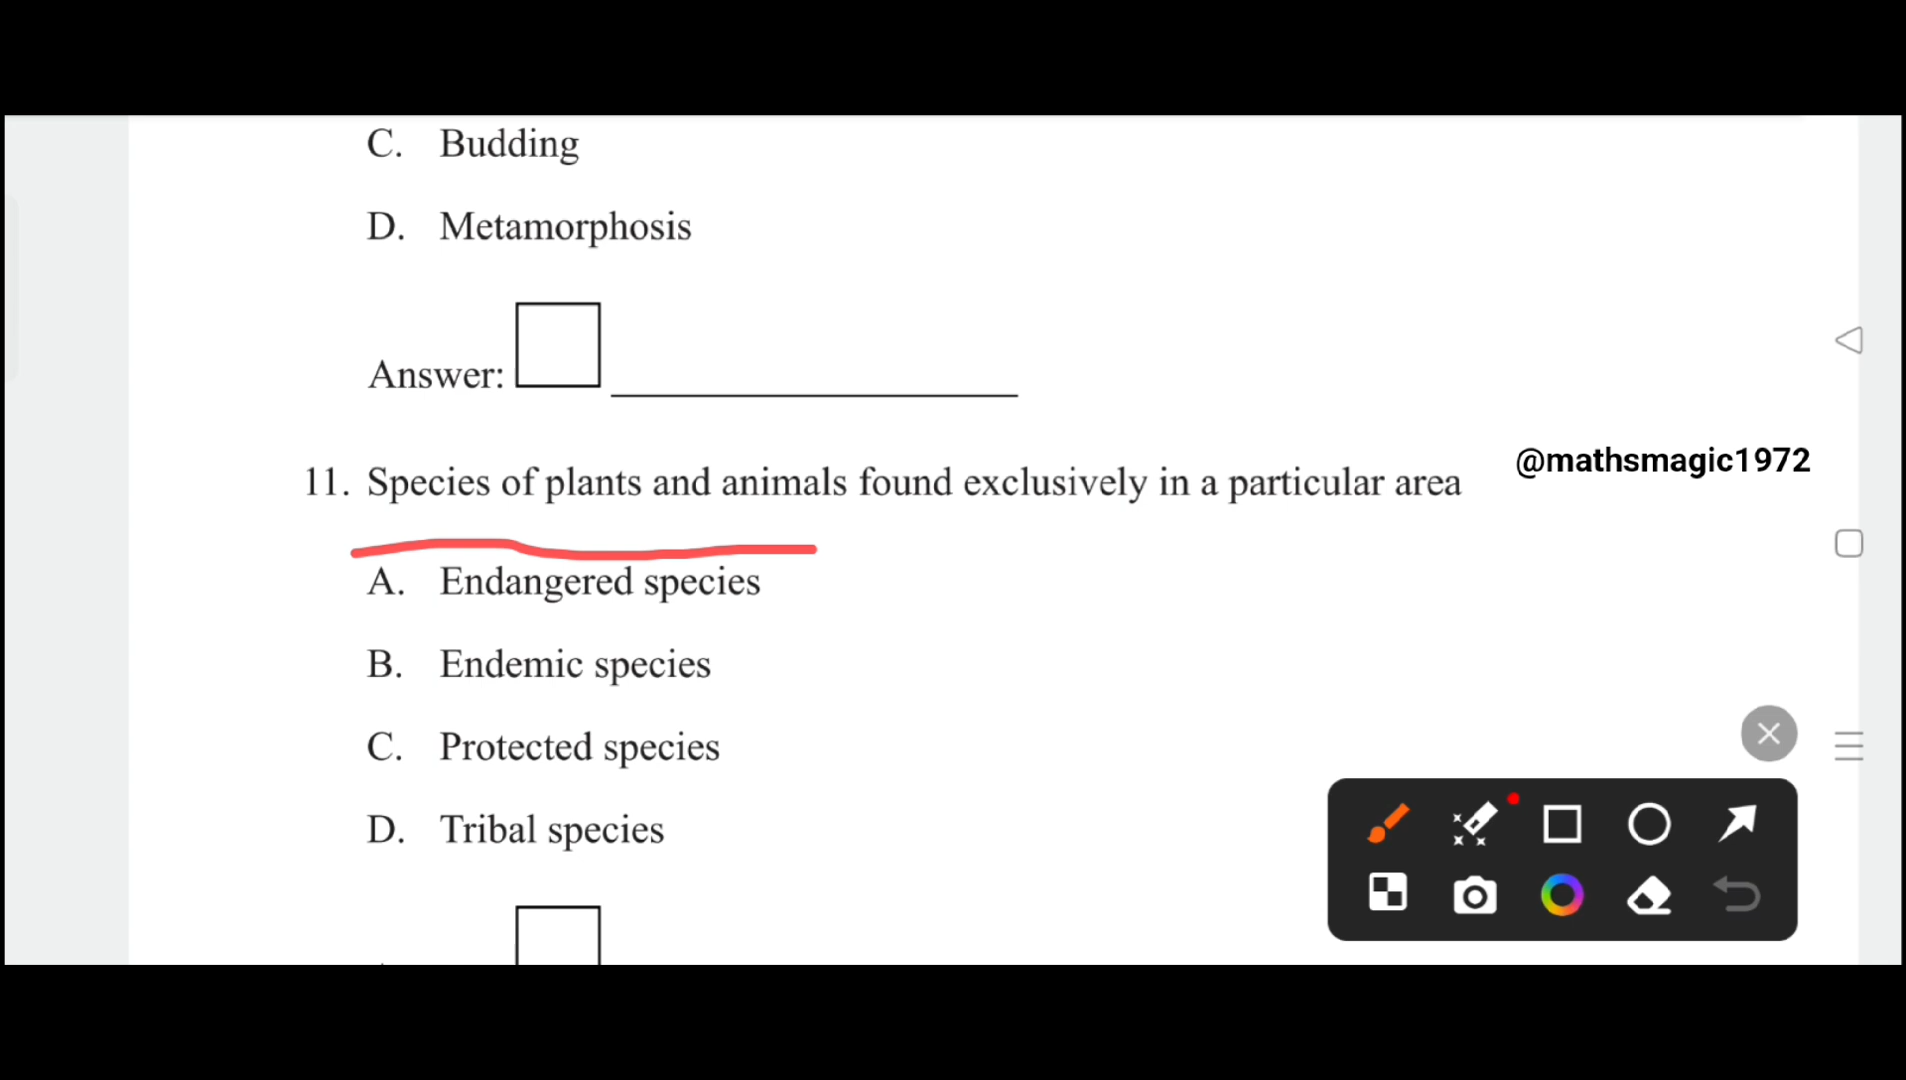 C. Budding
D. Metamorphosis
Answer:
@mathsmagic1972
11. Species of plants and animals found exclusively in a particular area
A. Endangered species
B. Endemic species
C. Protected species
D. Tribal species